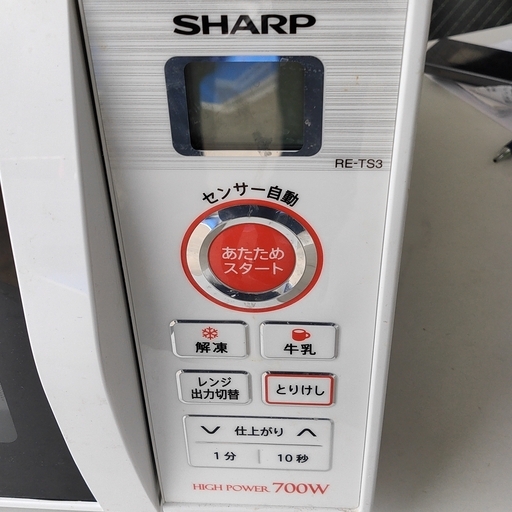 SHARP
RE-TS3
センサー自動
あたため
スタート
解凍
牛乳
レンジ
出力切替
とりけし
仕上がり
1分
10秒
HIGH POWER 700W